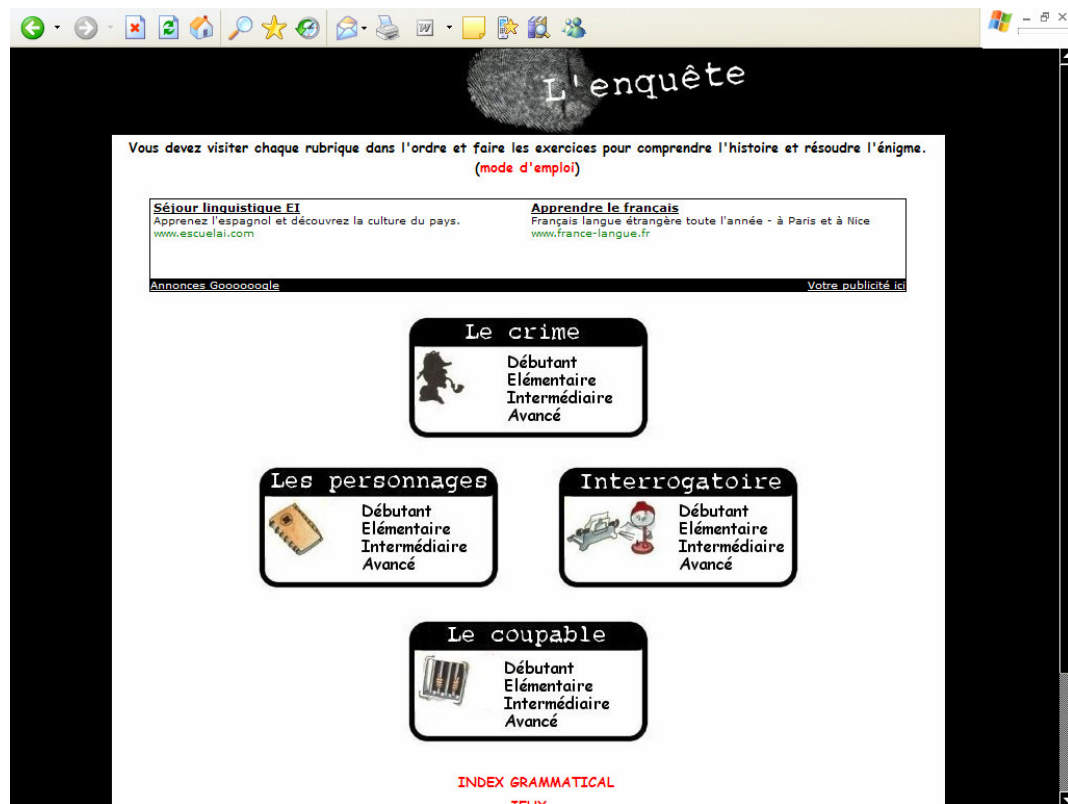 L'enquête
Vous devez visiter chaque rubrique dans l'ordre et faire les exercices pour comprendre l'histoire et résoudre l'énigme.
(mode d'emploi)
Séjour linguistique EI
Apprenez l'espagnol et découvrez la culture du pays.
www.escuelai.com
Apprendre le français
Français langue étrangère toute l'année - à Paris et à Nice
www.france-langue.fr
Annonces Goooooogle
Votre publicité ici
Le crime
Débutant
Elémentaire
Intermédiaire
Avancé
Les personnages
Débutant
Elémentaire
Intermédiaire
Avancé
Interrogatoire
Débutant
Elémentaire
Intermédiaire
Avancé
Le coupable
Débutant
Elémentaire
Intermédiaire
Avancé
INDEX GRAMMATICAL